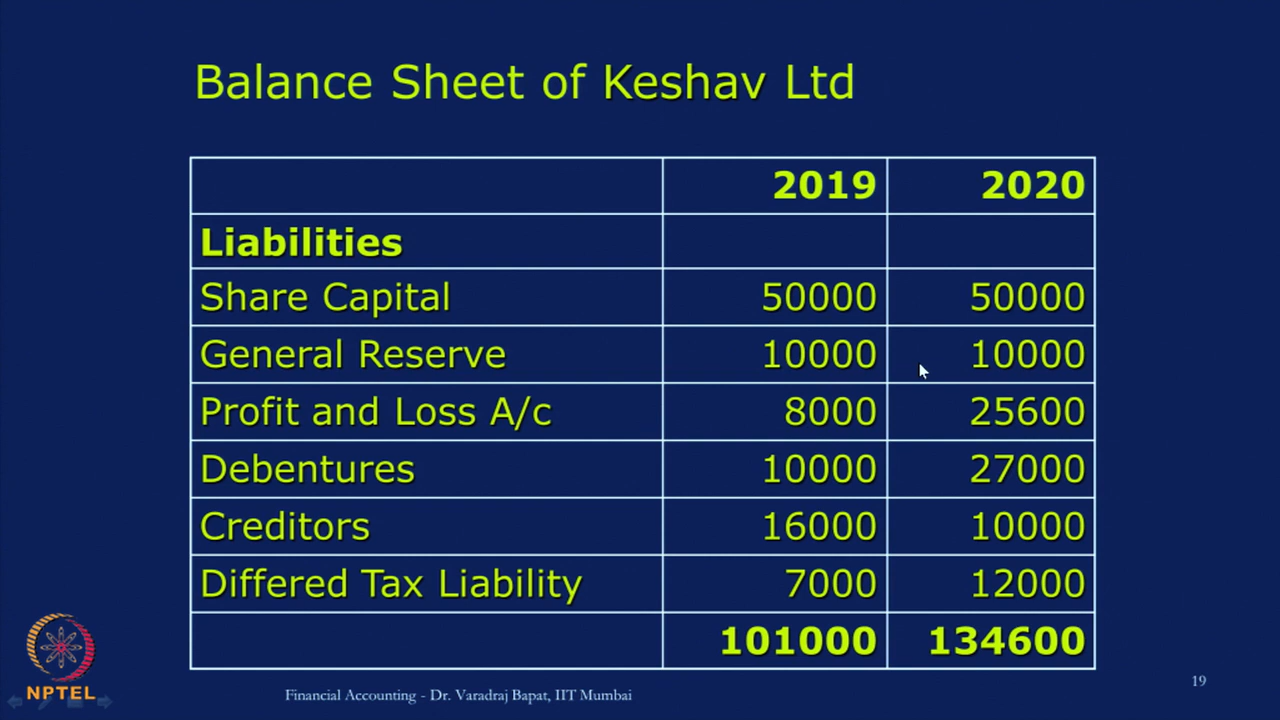 Balance Sheet of Keshav Ltd
2019 2020
Liabilities
Share Capital 50000 50000
General Reserve 10000 10000
Profit and Loss A/c 8000 25600
Debentures 10000 27000
Creditors 16000 10000
Differed Tax Liability 7000 12000
101000 134600
NPTEL
Financial Accounting - Dr. Varadraj Bapat, IIT Mumbai
19